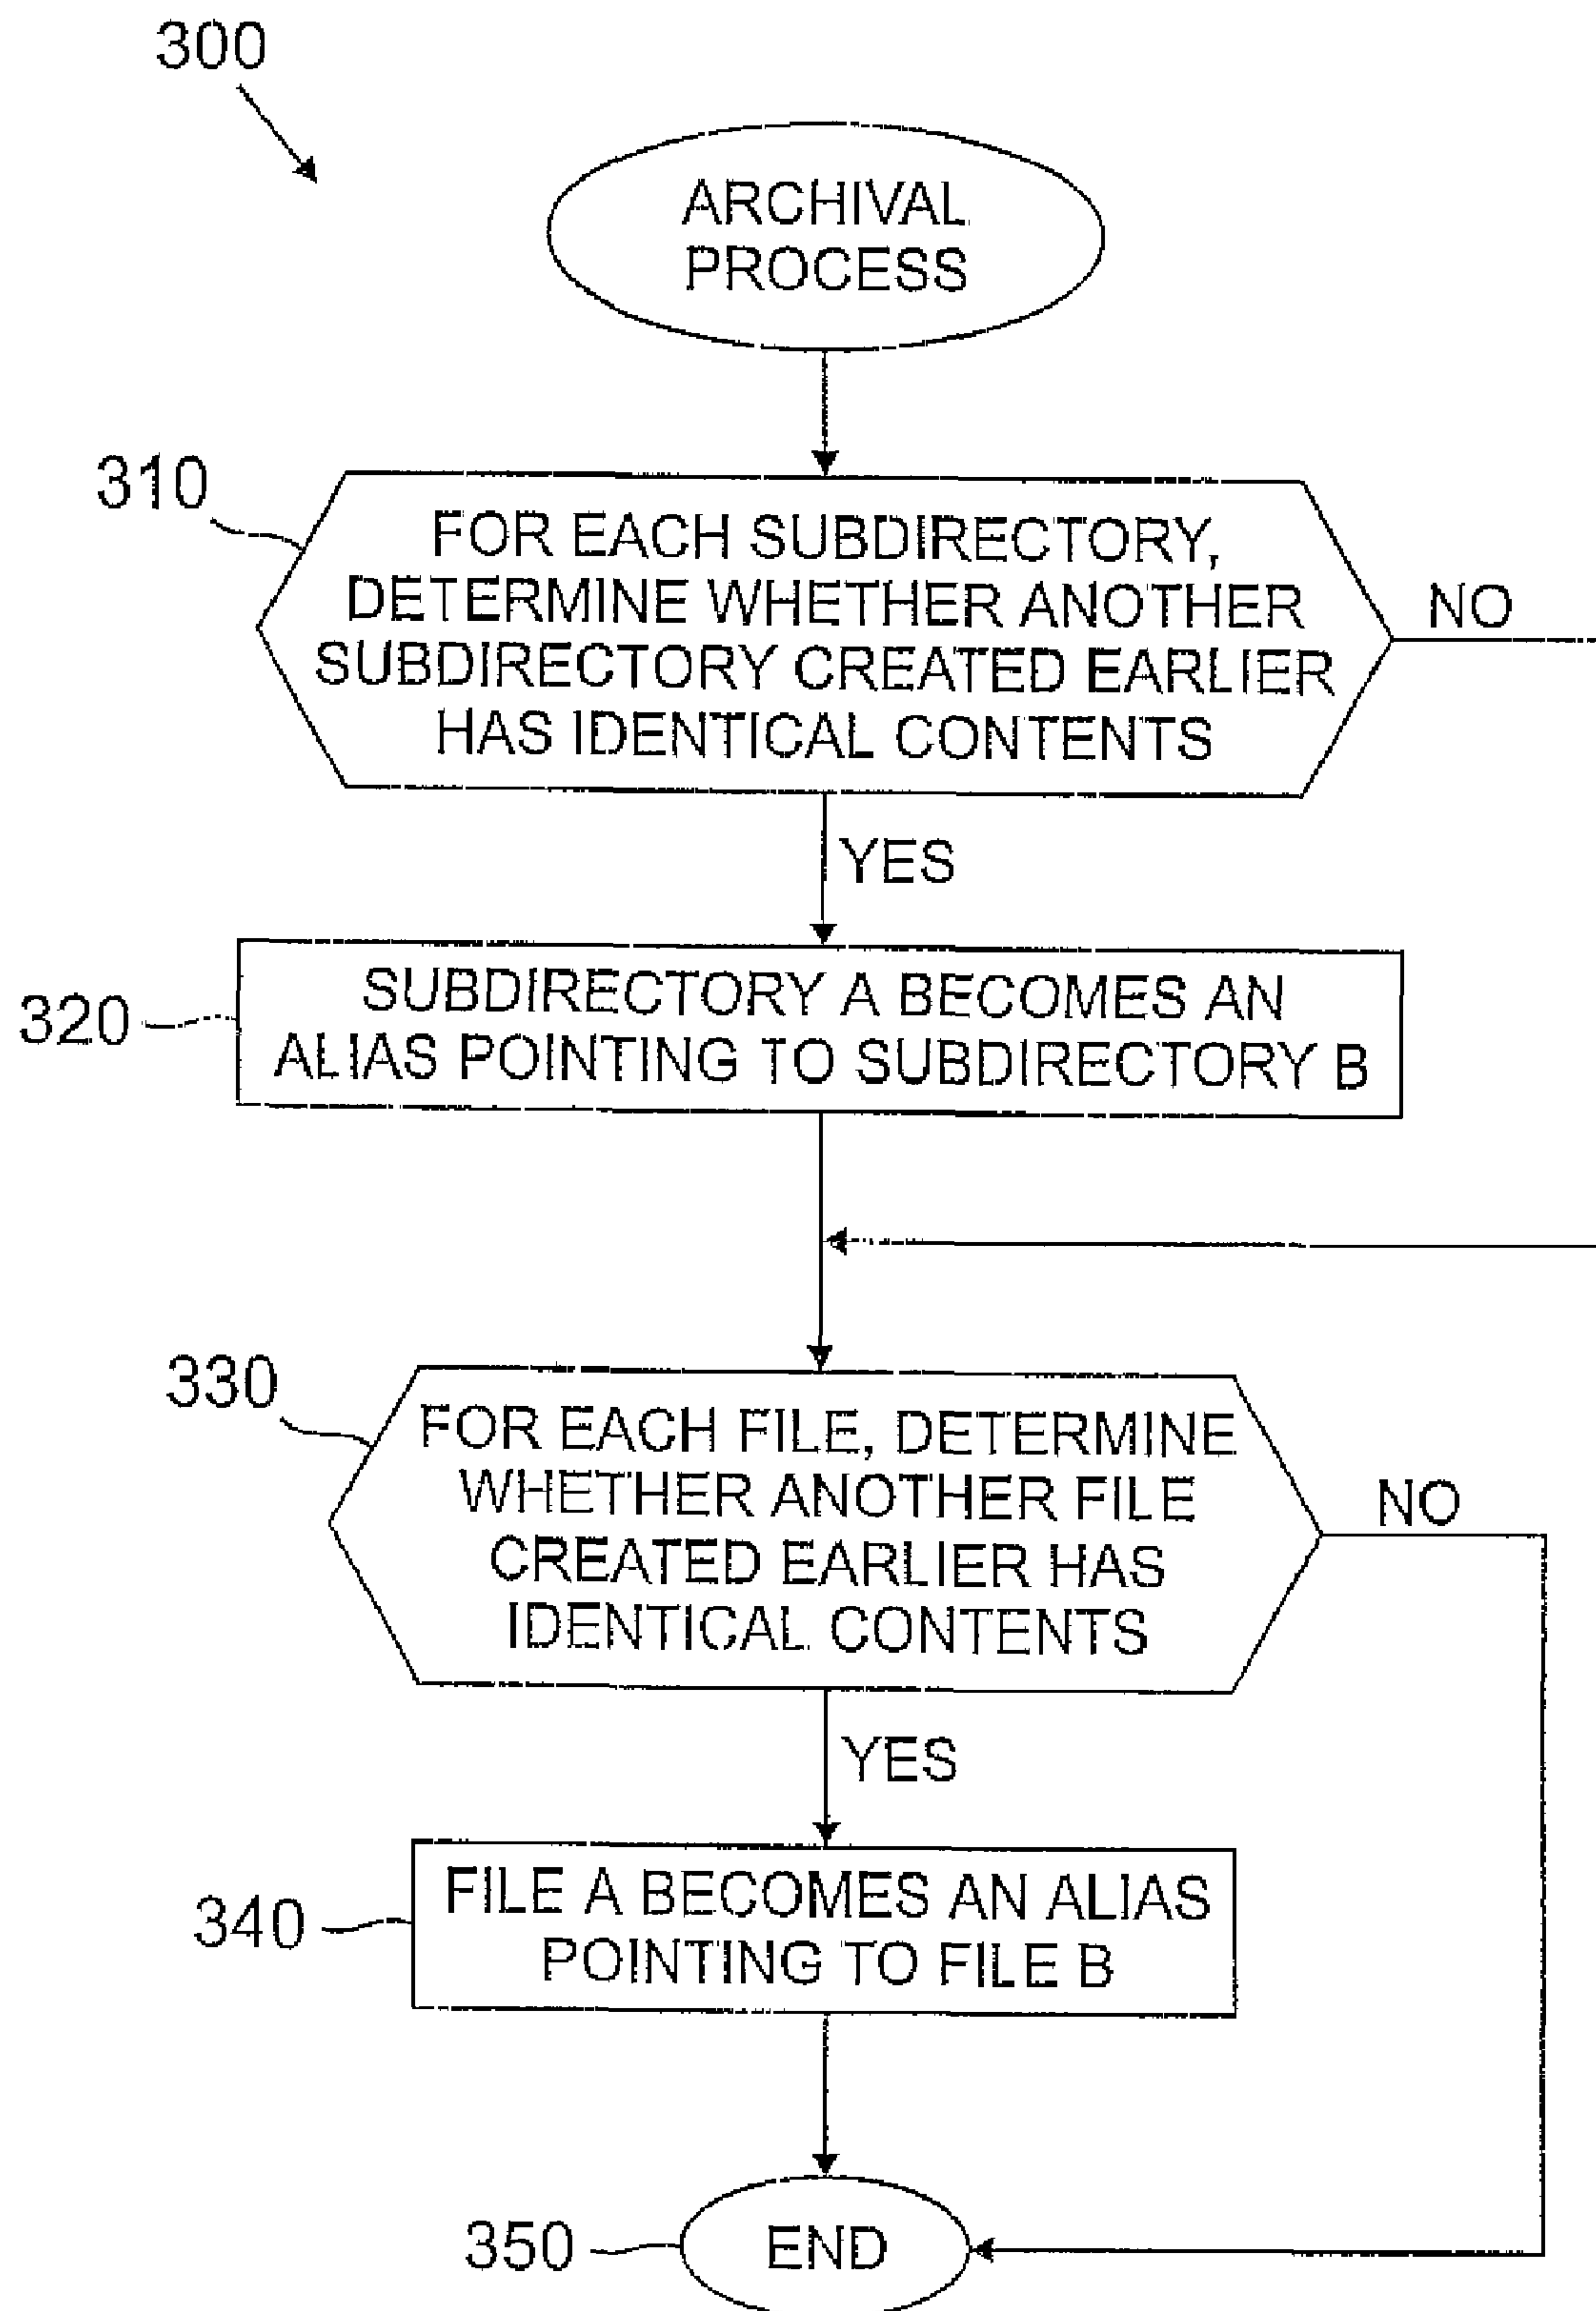 300
ARCHIVAL
PROCESS
310
FOR EACH SUBDIRECTORY,
DETERMINE WHETHER ANOTHER
SUBDIRECTORY CREATED EARLIER
HAS IDENTICAL CONTENTS
NO
YES
320
SUBDIRECTORY A BECOMES AN
ALIAS POINTING TO SUBDIRECTORY B
330
FOR EACH FILE, DETERMINE
WHETHER ANOTHER FILE
CREATED EARLIER HAS
IDENTICAL CONTENTS
NO
YES
340
FILE A BECOMES AN ALIAS
POINTING TO FILE B
350
END